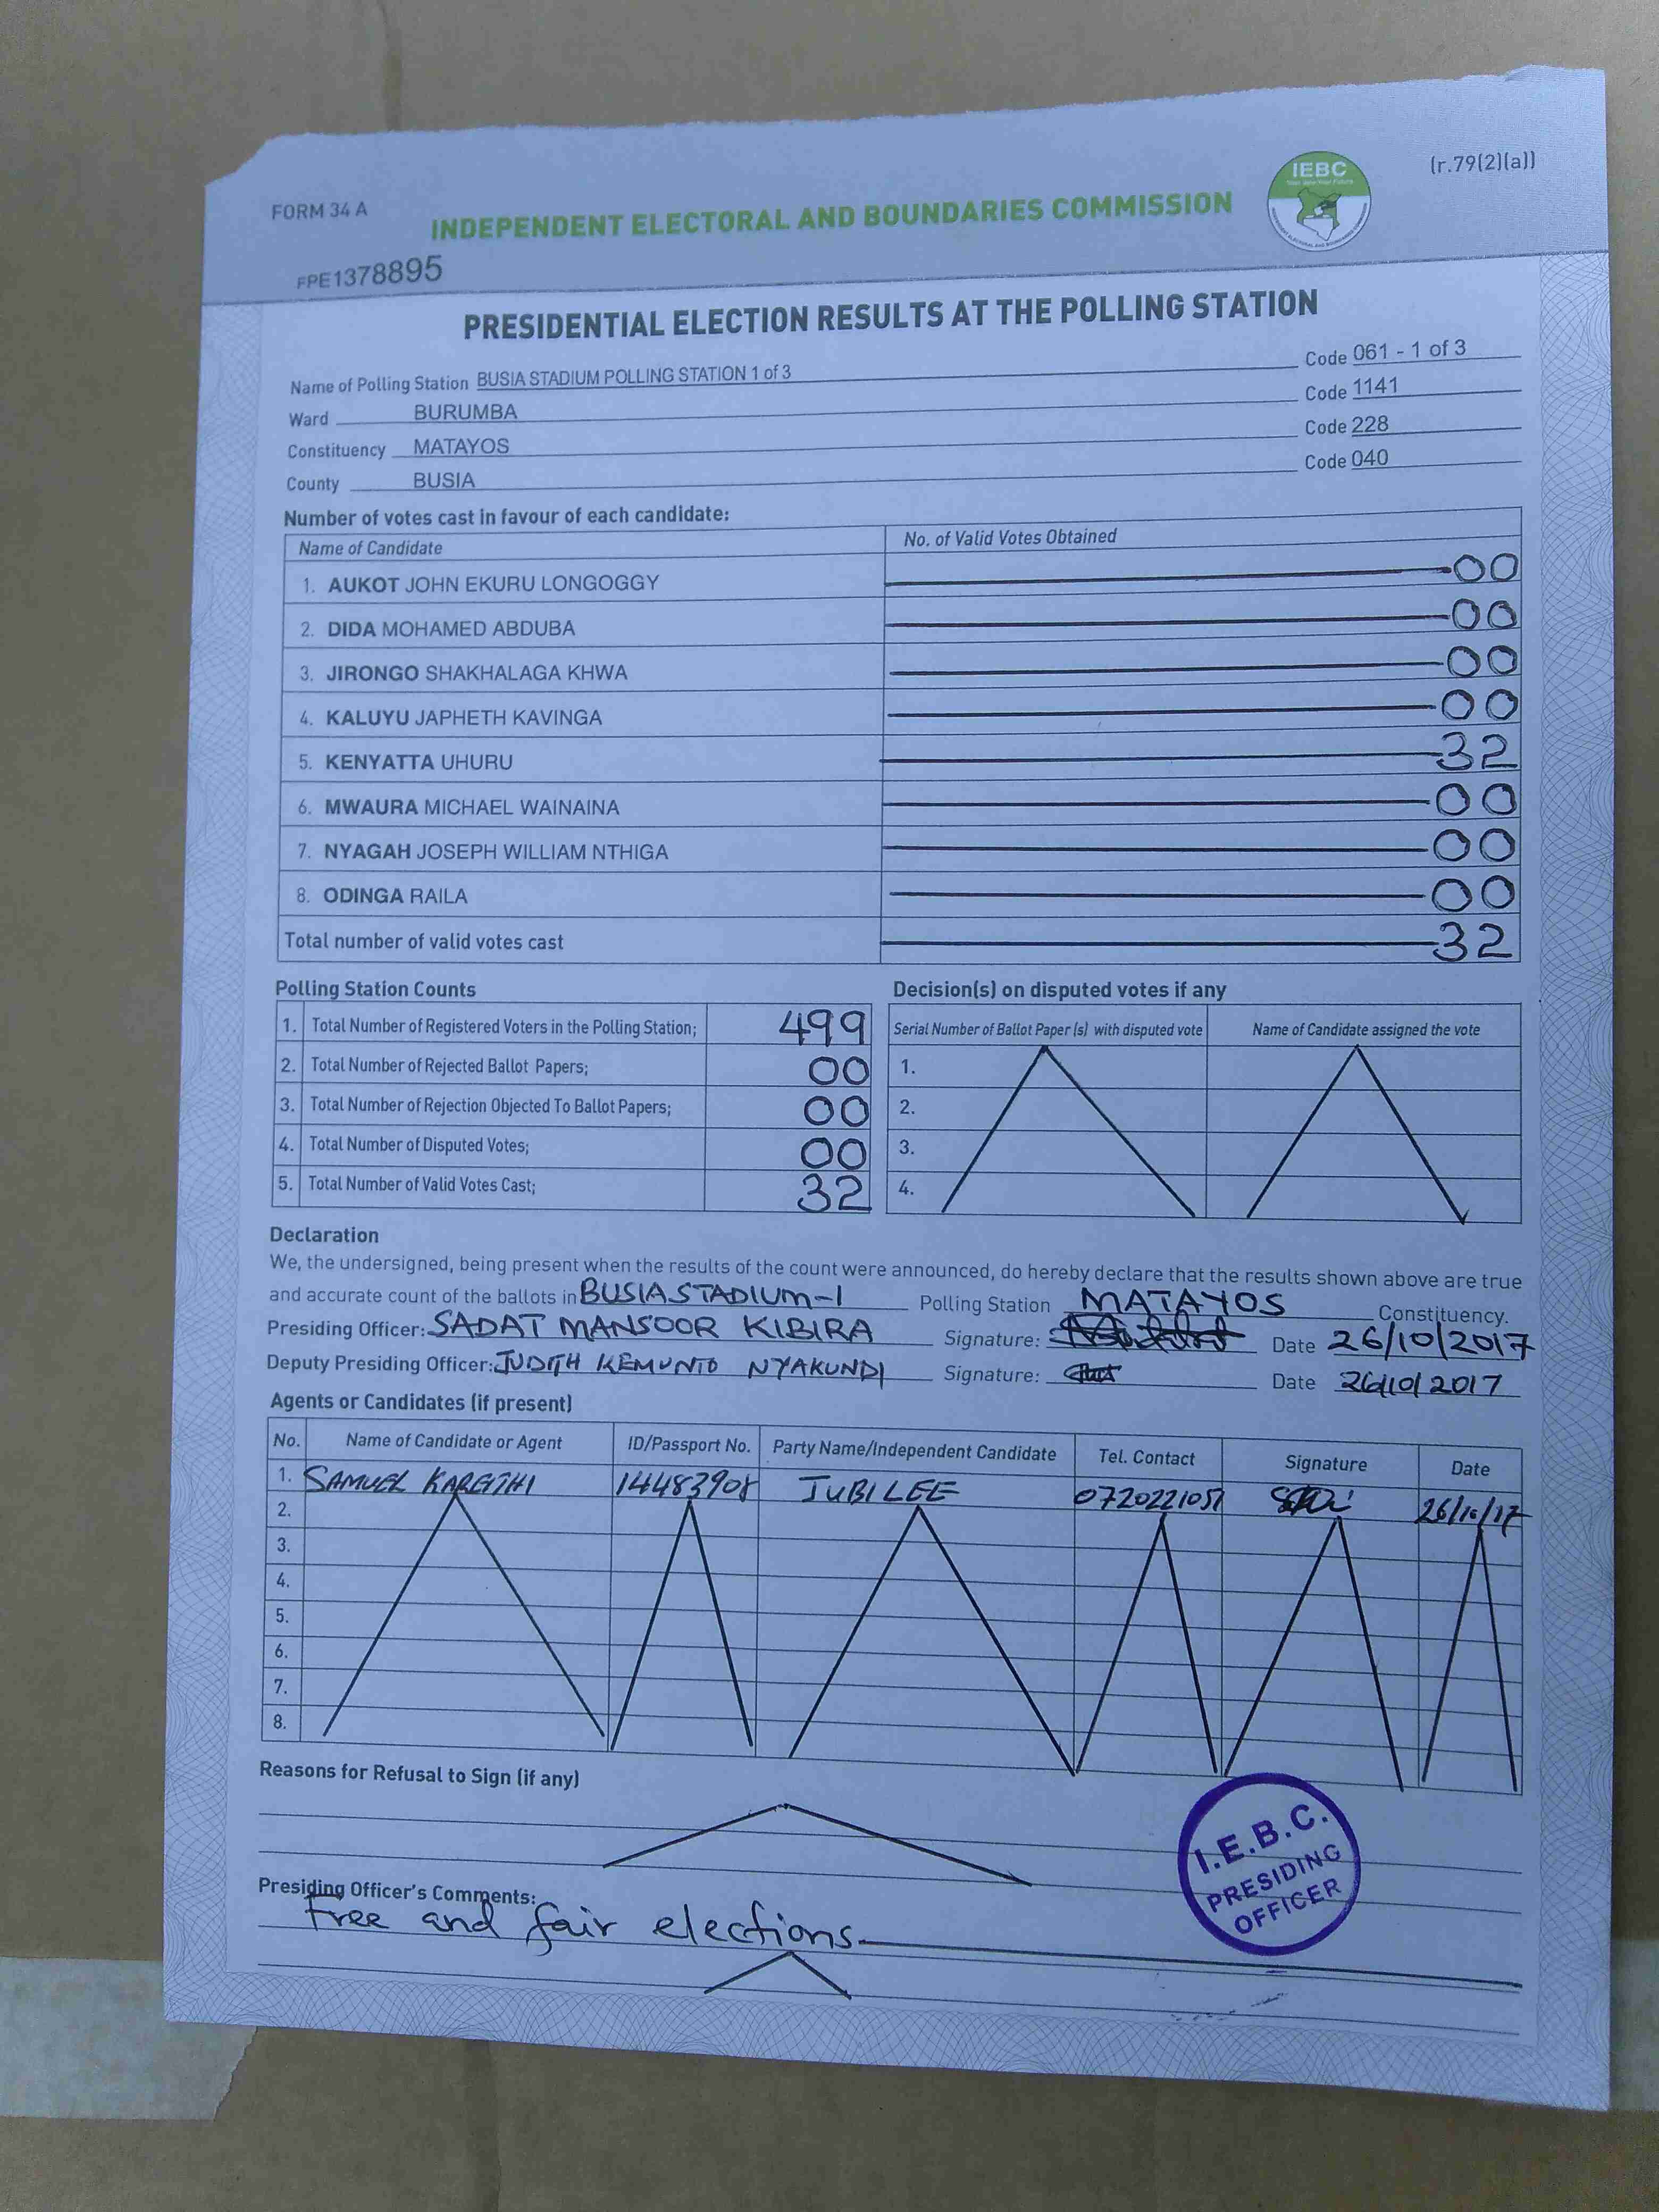 (r.79(2)(a))
FORM 34 A
INDEPENDENT ELECTORAL AND BOUNDARIES COMMISSION
IEBC
FPE1378895
PRESIDENTIAL ELECTION RESULTS AT THE POLLING STATION
Name of Polling Station BUSIA STADIUM POLLING STATION 1 of 3 Code 061 - 1 of 3
Ward BURUMBA Code 1141
Constituency MATAYOS Code 228
County BUSIA Code 040
Number of votes cast in favour of each candidate:
Name of Candidate No. of Valid Votes Obtained
1. AUKOT JOHN EKURU LONGOGGY 00
2. DIDA MOHAMED ABDUBA 00
3. JIRONGO SHAKHALAGA KHWA 00
4. KALUYU JAPHETH KAVINGA 00
5. KENYATTA UHURU 32
6. MWAURA MICHAEL WAINAINA 00
7. NYAGAH JOSEPH WILLIAM NTHIGA 00
8. ODINGA RAILA 00
Total number of valid votes cast 32
Polling Station Counts Decision(s) on disputed votes if any
1. Total Number of Registered Voters in the Polling Station; 499 Serial Number of Ballot Paper (s) with disputed vote Name of Candidate assigned the vote
2. Total Number of Rejected Ballot Papers; 00 1.
3. Total Number of Rejection Objected To Ballot Papers; 00 2.
4. Total Number of Disputed Votes; 00 3.
5. Total Number of Valid Votes Cast; 32 4.
Declaration
We, the undersigned, being present when the results of the count were announced, do hereby declare that the results shown above are true
and accurate count of the ballots in BUSIA STADIUM-1 Polling Station MATAYOS Constituency.
Presiding Officer: SADAT MANSOOR KIBIRA Signature: Date 26/10/2017
Deputy Presiding Officer: JUDITH KEMUNTO NYAKUNDI Signature: Date 26/10/2017
Agents or Candidates (if present)
No. Name of Candidate or Agent ID/Passport No. Party Name/Independent Candidate Tel. Contact Signature Date
1. SAMUEL KAREITHI 14483908 JUBILEE 0720221057 26/10/17
2.
3.
4.
5.
6.
7.
8.
Reasons for Refusal to Sign (if any)
I.E.B.C.
PRESIDING
OFFICER
Presiding Officer's Comments:
Free and fair elections